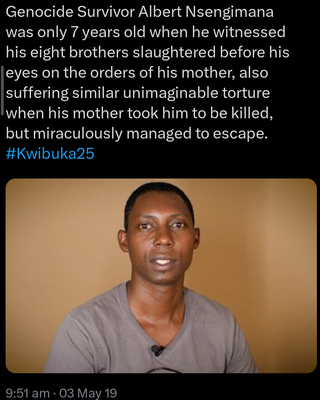 Genocide Survivor Albert Nsengimana
was only 7 years old when he witnessed
his eight brothers slaughtered before his
eyes on the orders of his mother, also
suffering similar unimaginable torture
when his mother took him to be killed,
but miraculously managed to escape.
#Kwibuka25
9:51 am · 03 May 19